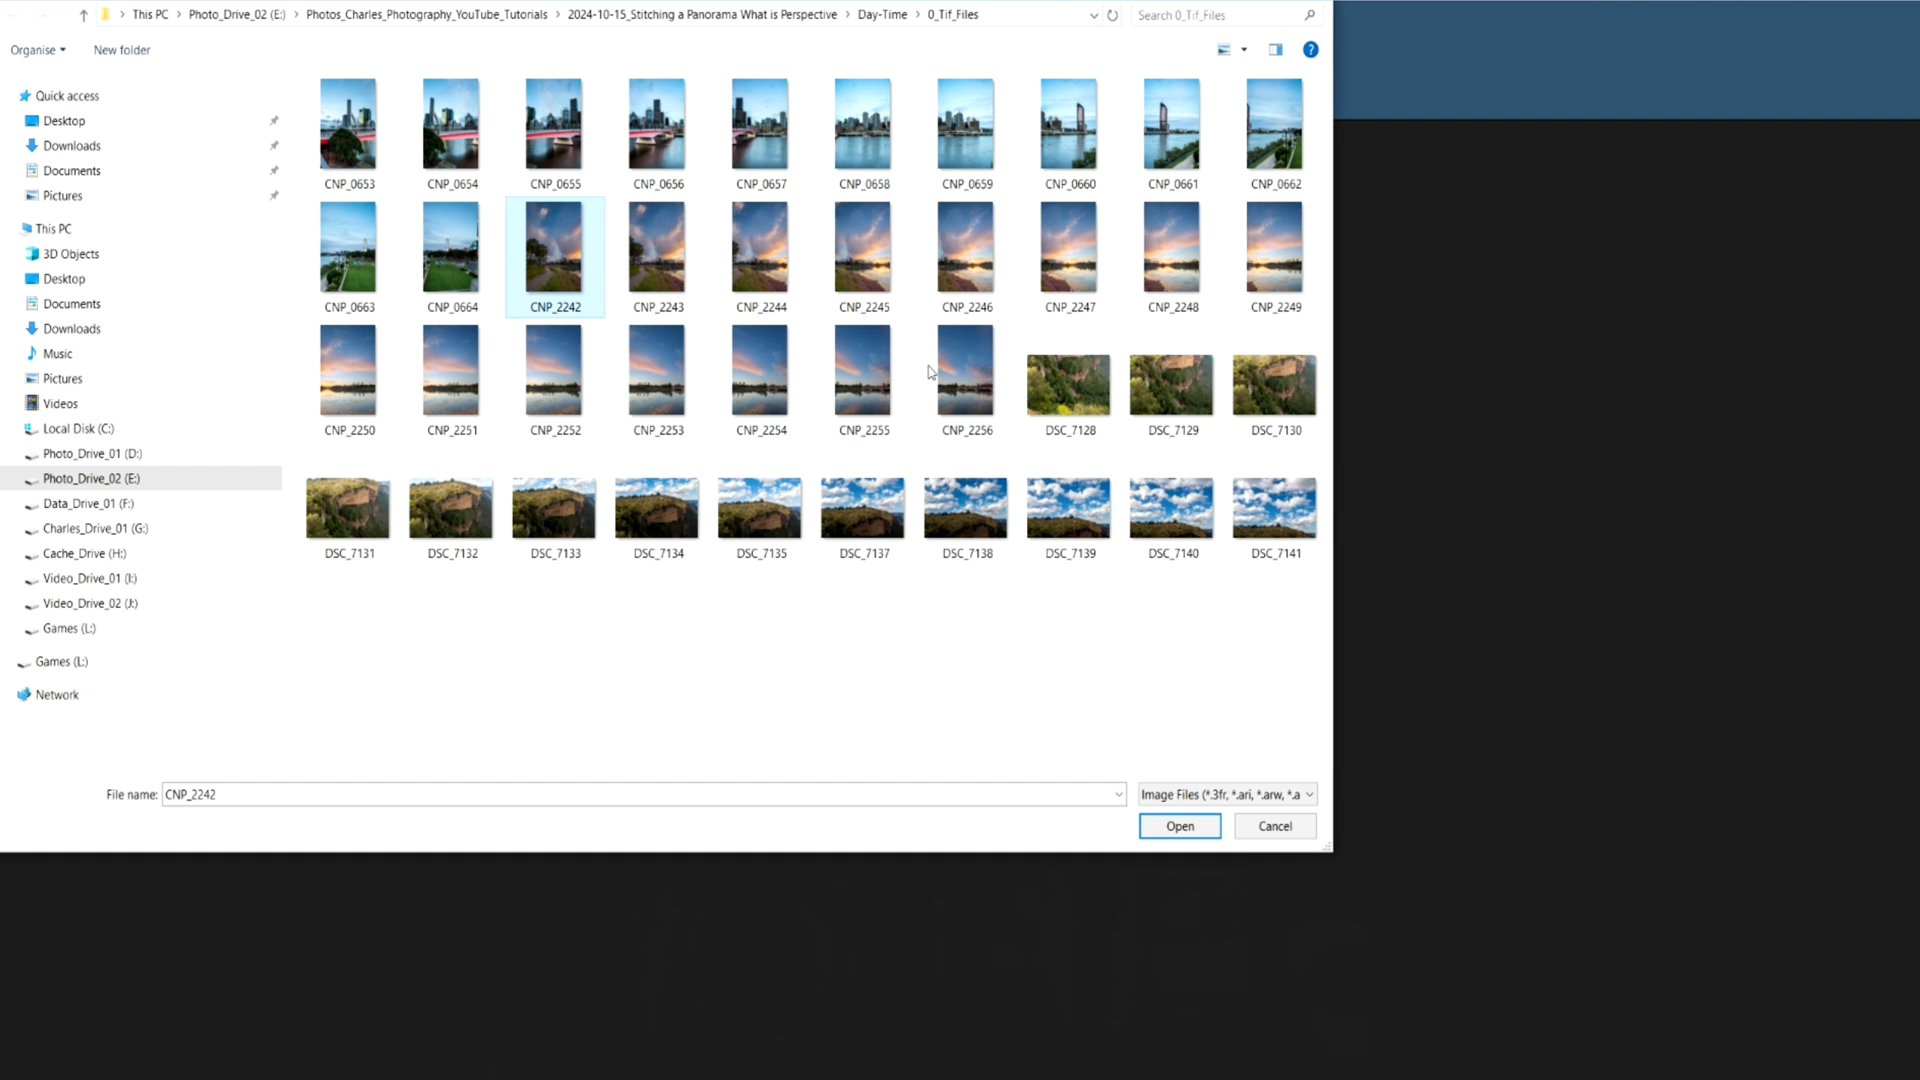 This PC > Photo_Drive_02 (E:) > Photos_Charles_Photography_YouTube_Tutorials > 2024-10-15_Stitching a Panorama What is Perspective > Day-Time > 0_Tif_Files
Search 0_Tif_Files
Organise
New folder
?
Quick access
Desktop
Downloads
Documents
Pictures
This PC
3D Objects
Desktop
Documents
Downloads
Music
Pictures
Videos
Local Disk (C:)
Photo_Drive_01 (D:)
Photo_Drive_02 (E:)
Data_Drive_01 (F:)
Charles_Drive_01 (G:)
Cache_Drive (H:)
Video_Drive_01 (I:)
Video_Drive_02 (J:)
Games (L:)
Games (L:)
Network
CNP_0653 CNP_0654 CNP_0655 CNP_0656 CNP_0657 CNP_0658 CNP_0659 CNP_0660 CNP_0661 CNP_0662
CNP_0663 CNP_0664 CNP_2242 CNP_2243 CNP_2244 CNP_2245 CNP_2246 CNP_2247 CNP_2248 CNP_2249
CNP_2250 CNP_2251 CNP_2252 CNP_2253 CNP_2254 CNP_2255 CNP_2256 DSC_7128 DSC_7129 DSC_7130
DSC_7131 DSC_7132 DSC_7133 DSC_7134 DSC_7135 DSC_7137 DSC_7138 DSC_7139 DSC_7140 DSC_7141
File name: CNP_2242
Image Files (*.3fr, *.ari, *.arw, *.a
Open
Cancel